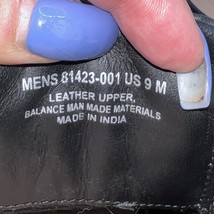 MENS 81423-001 US 9 M
LEATHER UPPER,
BALANCE MAN MADE MATERIALS
MADE IN INDIA